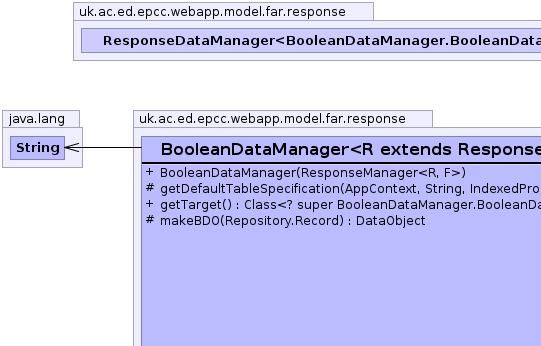 uk.ac.ed.epcc.webapp.model.far.response
ResponseDataManager<BooleanDataManager.BooleanData
java.lang
String
uk.ac.ed.epcc.webapp.model.far.response
BooleanDataManager<R extends Response
+ BooleanDataManager(ResponseManager<R, F>)
# getDefaultTableSpecification(AppContext, String, IndexedPro
+ getTarget() : Class<? super BooleanDataManager.BooleanDa
# makeBDO(Repository.Record) : DataObject